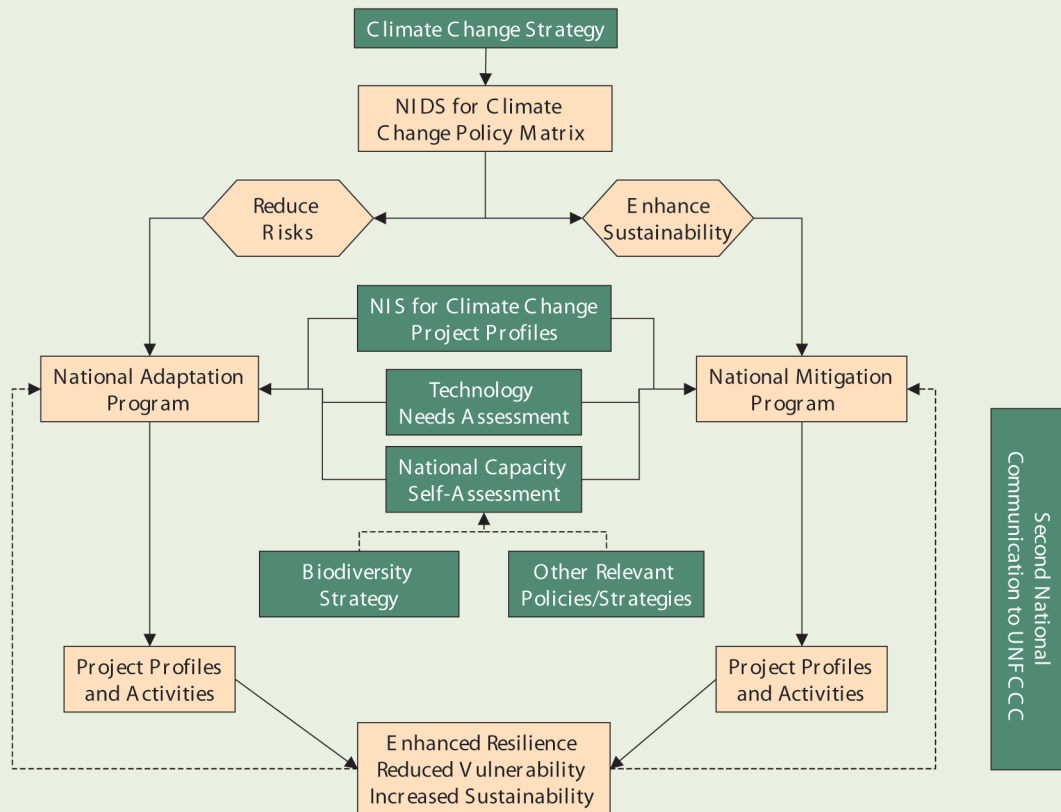 Climate Change Strategy
NIDS for Climate
Change Policy Matrix
Reduce
Risks
Enhance
Sustainability
NIS for Climate Change
Project Profiles
National Adaptation
Program
Technology
Needs Assessment
National Mitigation
Program
National Capacity
Self-Assessment
Biodiversity
Strategy
Other Relevant
Policies/Strategies
Second National
Communication to UNFCCC
Project Profiles
and Activities
Project Profiles
and Activities
Enhanced Resilience
Reduced Vulnerability
Increased Sustainability